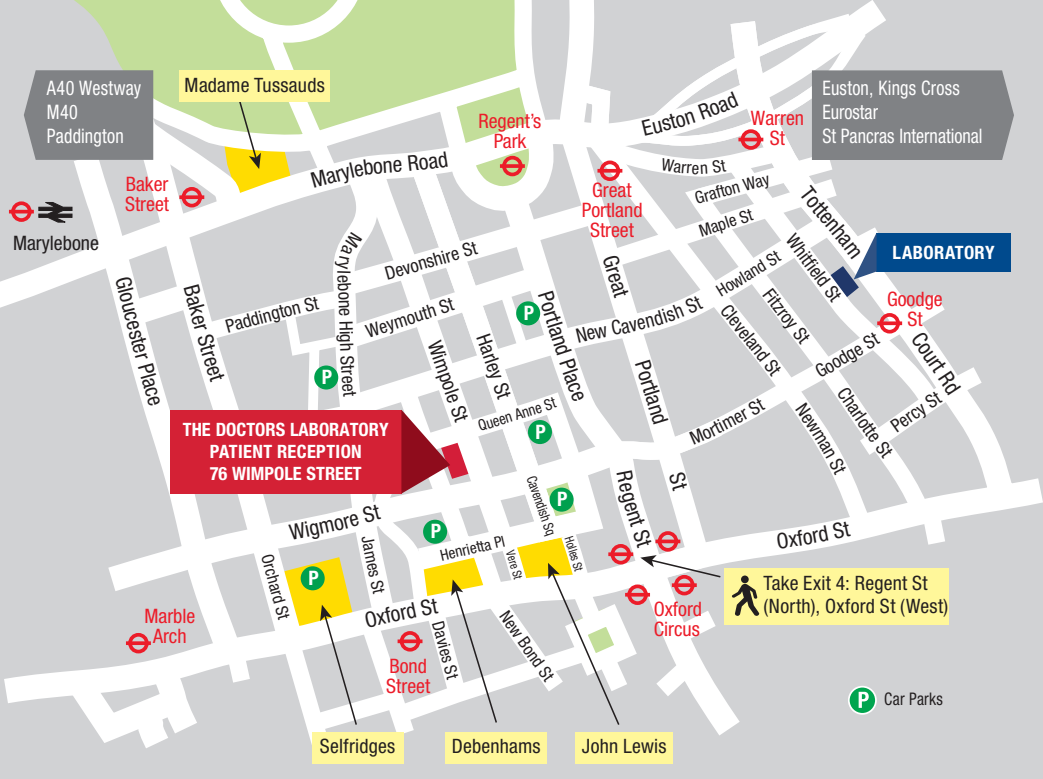 A40 Westway
M40
Paddington
Madame Tussauds
Euston, Kings Cross
Eurostar
St Pancras International
Euston Road
Regent's
Park
Warren
St
Marylebone Road
Warren St
Baker
Street
Great
Portland
Street
Grafton Way
Maple St
Tottenham
Court Rd
Marylebone
LABORATORY
Marylebone High Street
Devonshire St
Whitfield St
Howland St
Gloucester Place
Baker Street
Paddington St
Weymouth St
Great
Portland
St
Portland Place
P
New Cavendish St
Fitzroy St
Cleveland St
Goodge
St
Goodge St
Wimpole St
Harley St
P
Queen Anne St
P
Mortimer St
Newman St
Charlotte St
Percy St
THE DOCTORS LABORATORY
PATIENT RECEPTION
76 WIMPOLE STREET
Cavendish Sq
P
Regent St
Wigmore St
P
Henrietta Pl
Vere St
Holles St
Oxford St
Orchard St
P
James St
Take Exit 4: Regent St
(North), Oxford St (West)
Oxford
Circus
Marble
Arch
Oxford St
Davies St
New Bond St
Bond
Street
P
Car Parks
Selfridges
Debenhams
John Lewis